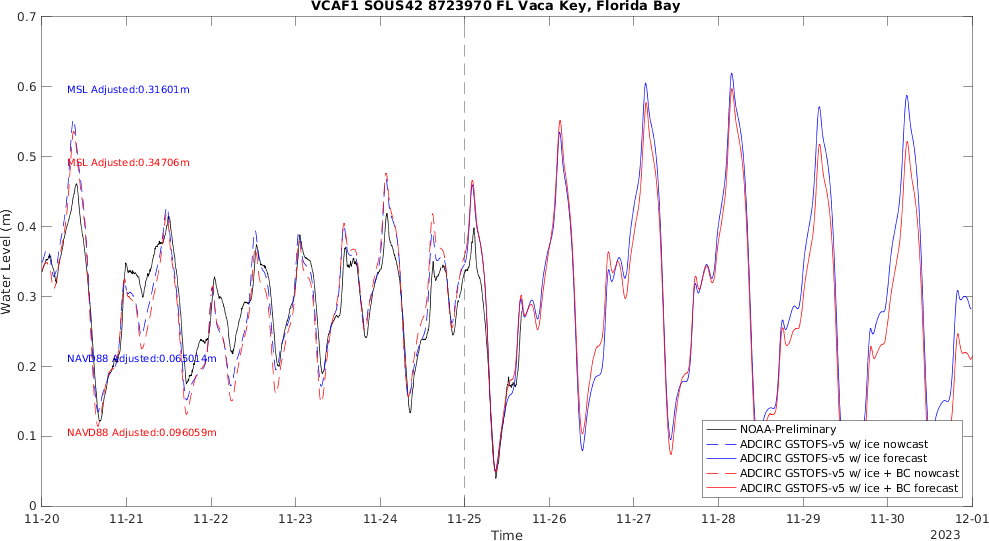 VCAF1 SOUS42 8723970 FL Vaca Key, Florida Bay
0.7
0.6
0.5
0.4
0.3
0.2
0.1
0
Water Level (m)
MSL Adjusted:0.31601m
MSL Adjusted:0.34706m
NAVD88 Adjusted:0.065014m
NAVD88 Adjusted:0.096059m
NOAA-Preliminary
ADCIRC GSTOFS-v5 w/ ice nowcast
ADCIRC GSTOFS-v5 w/ ice forecast
ADCIRC GSTOFS-v5 w/ ice + BC nowcast
ADCIRC GSTOFS-v5 w/ ice + BC forecast
11-20 11-21 11-22 11-23 11-24 11-25 11-26 11-27 11-28 11-29 11-30 12-01
Time
2023